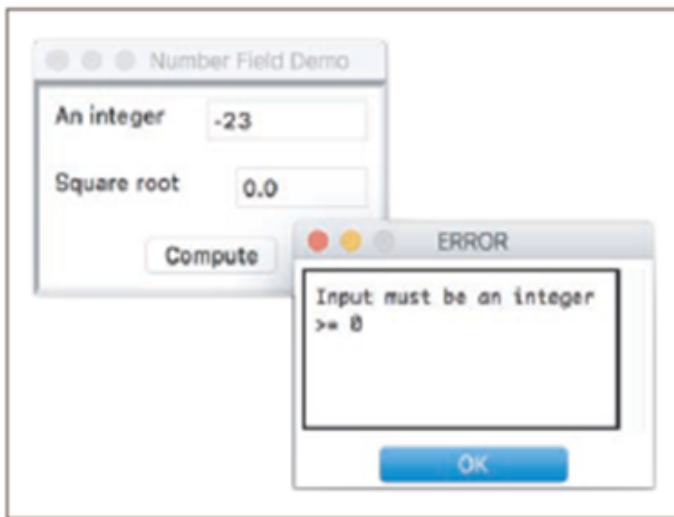 Number Field Demo
An integer -23
Square root 0.0
Compute
ERROR
Input must be an integer
>= 0
OK